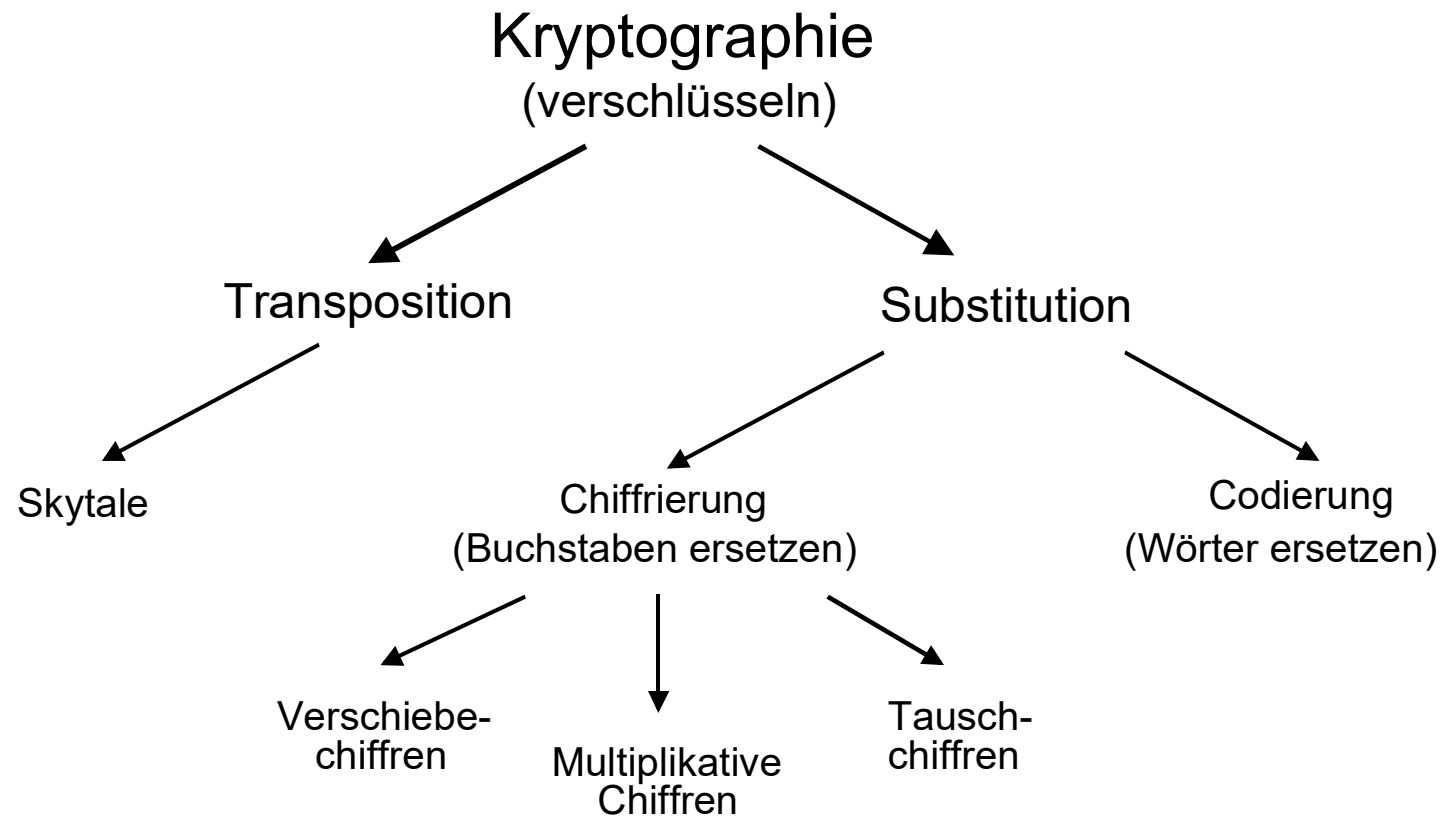 Kryptographie
(verschlüsseln)
Transposition
Substitution
Skytale
Chiffrierung
(Buchstaben ersetzen)
Codierung
(Wörter ersetzen)
Verschiebe-
chiffren
Multiplikative
Chiffren
Tausch-
chiffren